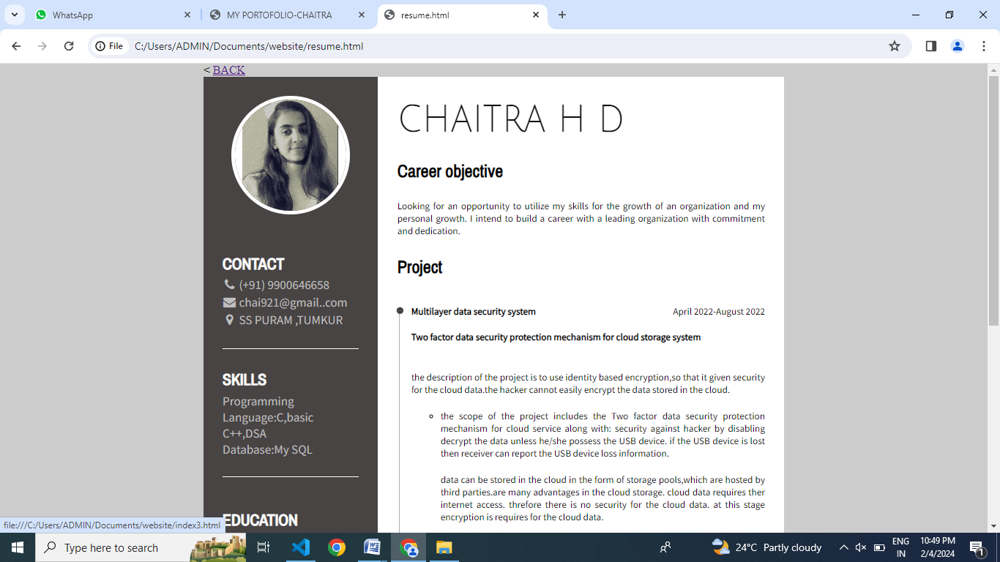 WhatsApp
MY PORTOFOLIO-CHAITRA
resume.html
File
C:/Users/ADMIN/Documents/website/resume.html
< BACK
CHAITRA H D
Career objective
Looking for an opportunity to utilize my skills for the growth of an organization and my
personal growth. I intend to build a career with a leading organization with commitment
and dedication.
Project
Multilayer data security system April 2022-August 2022
Two factor data security protection mechanism for cloud storage system
the description of the project is to use identity based encryption,so that it given security
for the cloud data.the hacker cannot easily encrypt the data stored in the cloud.
the scope of the project includes the Two factor data security protection
mechanism for cloud service along with: security against hacker by disabling
decrypt the data unless he/she possess the USB device. if the USB device is lost
then receiver can report the USB device loss information.
data can be stored in the cloud in the form of storage pools,which are hosted by
third parties.are many advantages in the cloud storage. cloud data requires ther
internet access. threfore there is no security for the cloud data. at this stage
encryption is requires for the cloud data.
CONTACT
(+91) 9900646658
chai921@gmail..com
SS PURAM ,TUMKUR
SKILLS
Programming
Language:C,basic
C++,DSA
Database:My SQL
EDUCATION
file:///C:/Users/ADMIN/Documents/website/index3.html
Type here to search
24°C Partly cloudy
ENG
IN
10:49 PM
2/4/2024
1